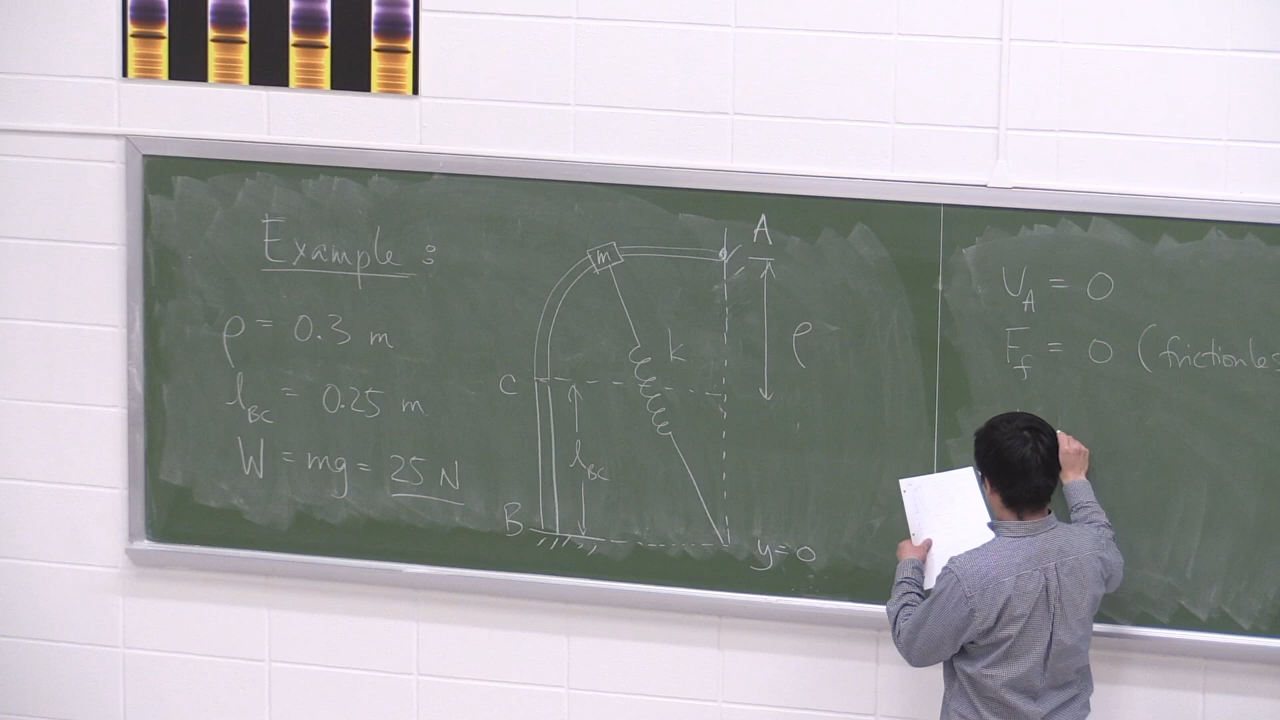 Example :
ρ = 0.3 m
l_BC = 0.25 m
W = mg = 25 N
m
A
k
ρ
C
l_BC
B
y=0
v_A = 0
F_f = 0 (frictionles